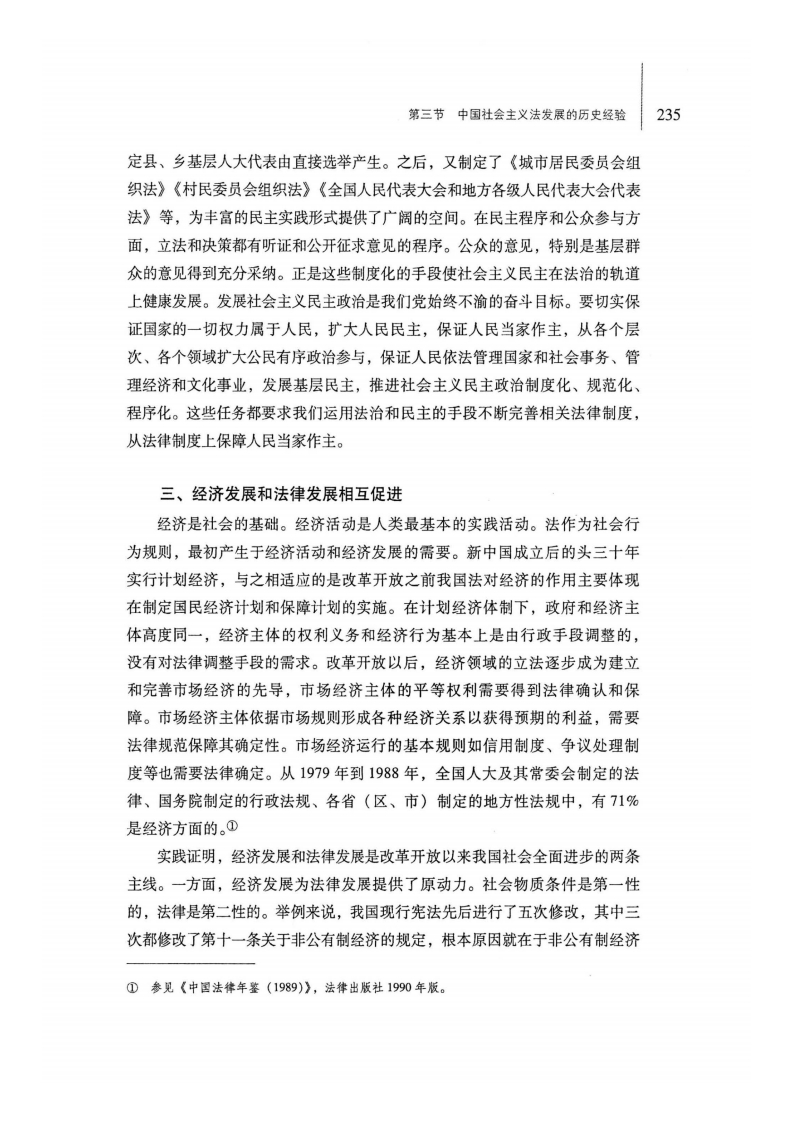 第三节 中国社会主义法发展的历史经验 235
定县、乡基层人大代表由直接选举产生。之后，又制定了《城市居民委员会组
织法》《村民委员会组织法》《全国人民代表大会和地方各级人民代表大会代表
法》等，为丰富的民主实践形式提供了广阔的空间。在民主程序和公众参与方
面，立法和决策都有听证和公开征求意见的程序。公众的意见，特别是基层群
众的意见得到充分采纳。正是这些制度化的手段使社会主义民主在法治的轨道
上健康发展。发展社会主义民主政治是我们党始终不渝的奋斗目标。要切实保
证国家的一切权力属于人民，扩大人民民主，保证人民当家作主，从各个层
次、各个领域扩大公民有序政治参与，保证人民依法管理国家和社会事务、管
理经济和文化事业，发展基层民主，推进社会主义民主政治制度化、规范化、
程序化。这些任务都要求我们运用法治和民主的手段不断完善相关法律制度，
从法律制度上保障人民当家作主。
三、经济发展和法律发展相互促进
经济是社会的基础。经济活动是人类最基本的实践活动。法作为社会行
为规则，最初产生于经济活动和经济发展的需要。新中国成立后的头三十年
实行计划经济，与之相适应的是改革开放之前我国法对经济的作用主要体现
在制定国民经济计划和保障计划的实施。在计划经济体制下，政府和经济主
体高度同一，经济主体的权利义务和经济行为基本上是由行政手段调整的，
没有对法律调整手段的需求。改革开放以后，经济领域的立法逐步成为建立
和完善市场经济的先导，市场经济主体的平等权利需要得到法律确认和保
障。市场经济主体依据市场规则形成各种经济关系以获得预期的利益，需要
法律规范保障其确定性。市场经济运行的基本规则如信用制度、争议处理制
度等也需要法律确定。从 1979 年到 1988 年，全国人大及其常委会制定的法
律、国务院制定的行政法规、各省（区、市）制定的地方性法规中，有 71%
是经济方面的。①
实践证明，经济发展和法律发展是改革开放以来我国社会全面进步的两条
主线。一方面，经济发展为法律发展提供了原动力。社会物质条件是第一性
的，法律是第二性的。举例来说，我国现行宪法先后进行了五次修改，其中三
次都修改了第十一条关于非公有制经济的规定，根本原因就在于非公有制经济
① 参见《中国法律年鉴（1989）》，法律出版社 1990 年版。